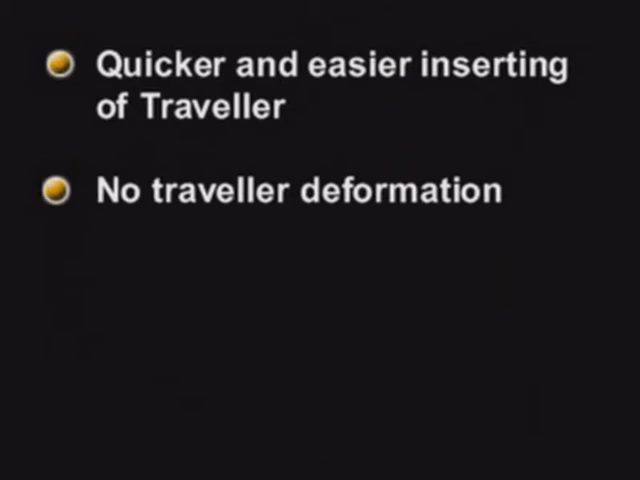 Quicker and easier inserting
of Traveller
No traveller deformation